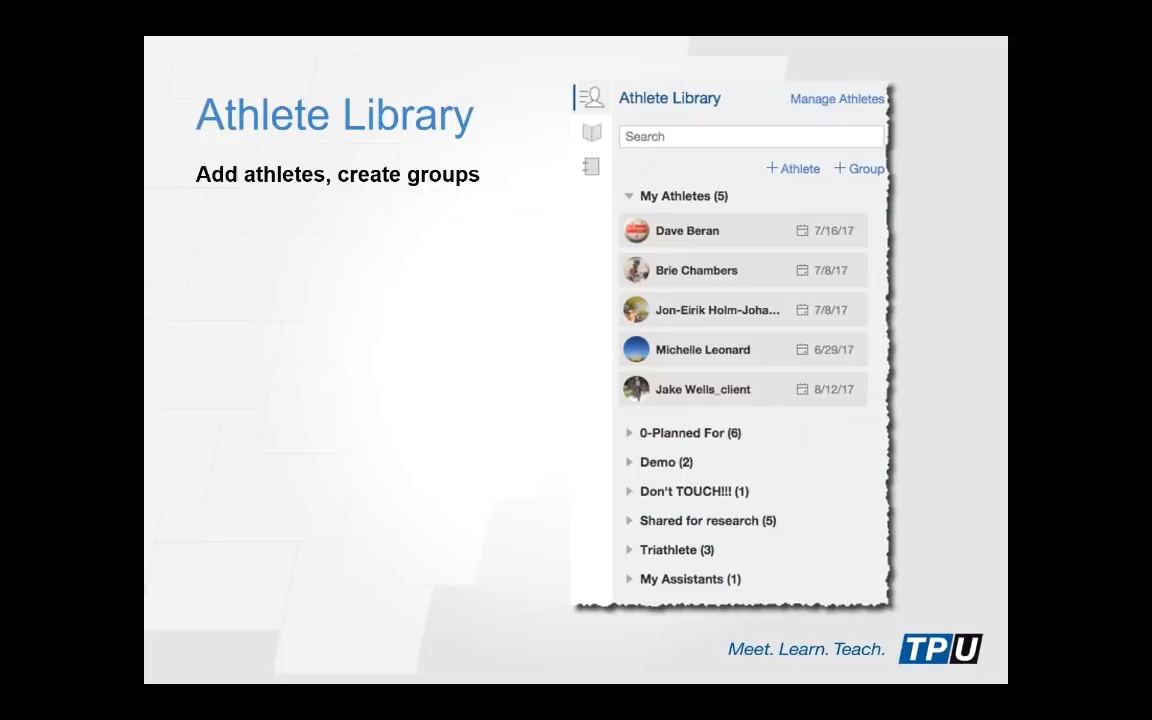 Athlete Library
Add athletes, create groups
Athlete Library
Manage Athletes
Search
+ Athlete + Group
My Athletes (5)
Dave Beran 7/16/17
Brie Chambers 7/8/17
Jon-Eirik Holm-Joha... 7/8/17
Michelle Leonard 6/29/17
Jake Wells_client 8/12/17
0-Planned For (6)
Demo (2)
Don't TOUCH!!! (1)
Shared for research (5)
Triathlete (3)
My Assistants (1)
Meet. Learn. Teach. TPU